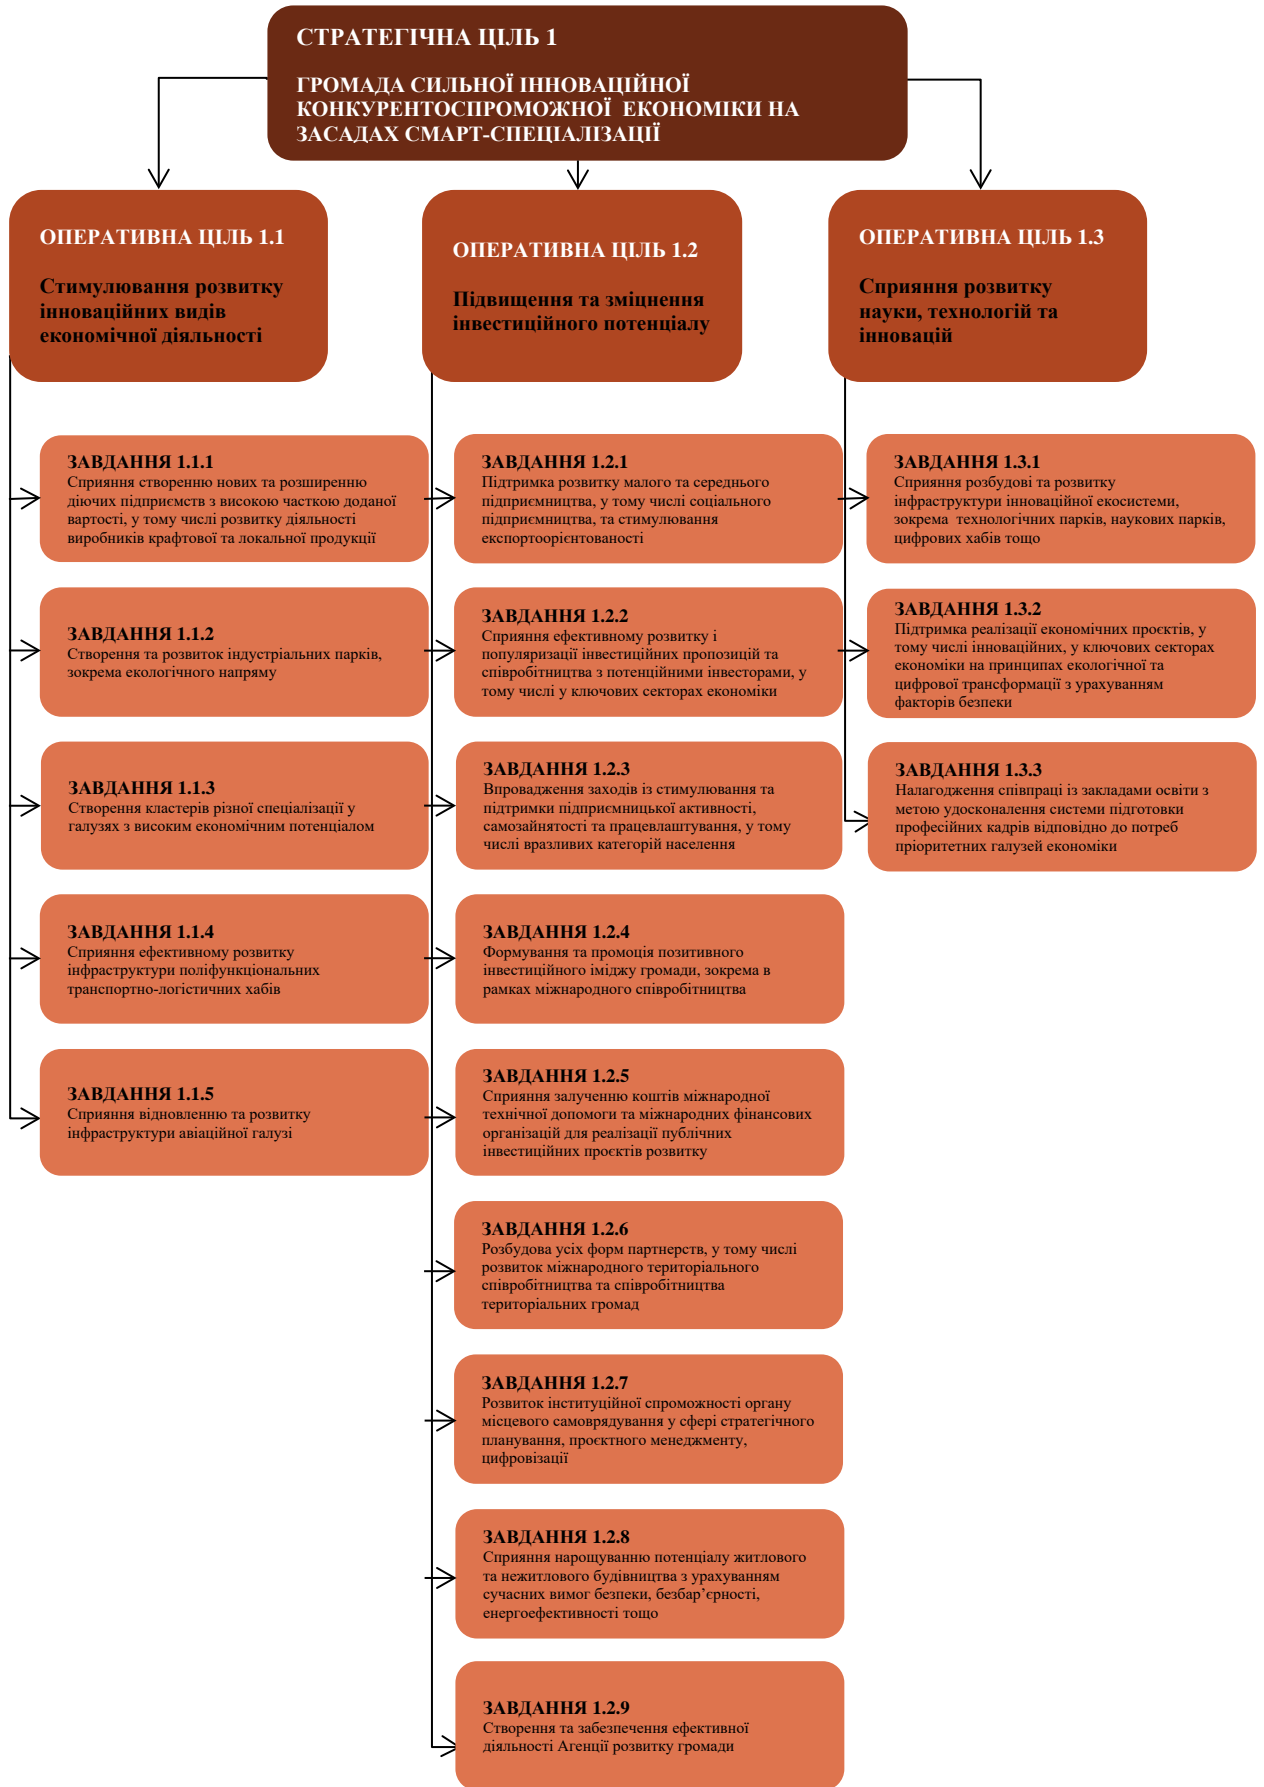 СТРАТЕГІЧНА ЦІЛЬ 1
ГРОМАДА СИЛЬНОЇ ІННОВАЦІЙНОЇ
КОНКУРЕНТОСПРОМОЖНОЇ ЕКОНОМІКИ НА
ЗАСАДАХ СМАРТ-СПЕЦІАЛІЗАЦІЇ
ОПЕРАТИВНА ЦІЛЬ 1.1
Стимулювання розвитку
інноваційних видів
економічної діяльності
ЗАВДАННЯ 1.1.1
Сприяння створенню нових та розширенню
діючих підприємств з високою часткою доданої
вартості, у тому числі розвитку діяльності
виробників крафтової та локальної продукції
ЗАВДАННЯ 1.1.2
Створення та розвиток індустріальних парків,
зокрема екологічного напряму
ЗАВДАННЯ 1.1.3
Створення кластерів різної спеціалізації у
галузях з високим економічним потенціалом
ЗАВДАННЯ 1.1.4
Сприяння ефективному розвитку
інфраструктури поліфункціональних
транспортно-логістичних хабів
ЗАВДАННЯ 1.1.5
Сприяння відновленню та розвитку
інфраструктури авіаційної галузі
ОПЕРАТИВНА ЦІЛЬ 1.2
Підвищення та зміцнення
інвестиційного потенціалу
ЗАВДАННЯ 1.2.1
Підтримка розвитку малого та середнього
підприємництва, у тому числі соціального
підприємництва, та стимулювання
експортоорієнтованості
ЗАВДАННЯ 1.2.2
Сприяння ефективному розвитку і
популяризації інвестиційних пропозицій та
співробітництва з потенційними інвесторами, у
тому числі у ключових секторах економіки
ЗАВДАННЯ 1.2.3
Впровадження заходів із стимулювання та
підтримки підприємницької активності,
самозайнятості та працевлаштування, у тому
числі вразливих категорій населення
ЗАВДАННЯ 1.2.4
Формування та промоція позитивного
інвестиційного іміджу громади, зокрема в
рамках міжнародного співробітництва
ЗАВДАННЯ 1.2.5
Сприяння залученню коштів міжнародної
технічної допомоги та міжнародних фінансових
організацій для реалізації публічних
інвестиційних проєктів розвитку
ЗАВДАННЯ 1.2.6
Розбудова усіх форм партнерств, у тому числі
розвиток міжнародного територіального
співробітництва та співробітництва
територіальних громад
ЗАВДАННЯ 1.2.7
Розвиток інституційної спроможності органу
місцевого самоврядування у сфері стратегічного
планування, проєктного менеджменту,
цифровізації
ЗАВДАННЯ 1.2.8
Сприяння нарощуванню потенціалу житлового
та нежитлового будівництва з урахуванням
сучасних вимог безпеки, безбар’єрності,
енергоефективності тощо
ЗАВДАННЯ 1.2.9
Створення та забезпечення ефективної
діяльності Агенції розвитку громади
ОПЕРАТИВНА ЦІЛЬ 1.3
Сприяння розвитку
науки, технологій та
інновацій
ЗАВДАННЯ 1.3.1
Сприяння розбудові та розвитку
інфраструктури інноваційної екосистеми,
зокрема технологічних парків, наукових парків,
цифрових хабів тощо
ЗАВДАННЯ 1.3.2
Підтримка реалізації економічних проєктів, у
тому числі інноваційних, у ключових секторах
економіки на принципах екологічної та
цифрової трансформації з урахуванням
факторів безпеки
ЗАВДАННЯ 1.3.3
Налагодження співпраці із закладами освіти з
метою удосконалення системи підготовки
професійних кадрів відповідно до потреб
пріоритетних галузей економіки